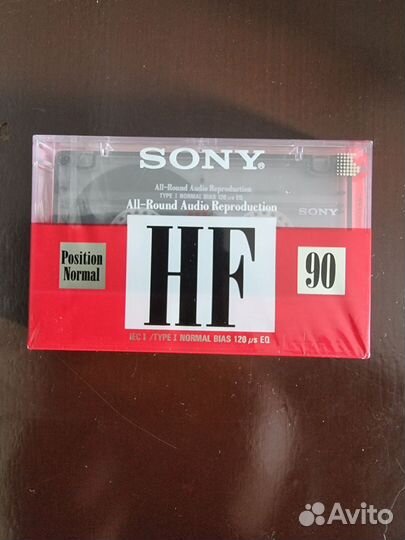 SONY®
All-Round Audio Reproduction
TYPE I NORMAL BIAS 120 µs EQ
All-Round Audio Reproduction
SONY
Position
Normal
HF
90
IEC I / TYPE I NORMAL BIAS 120 µs EQ
Avito